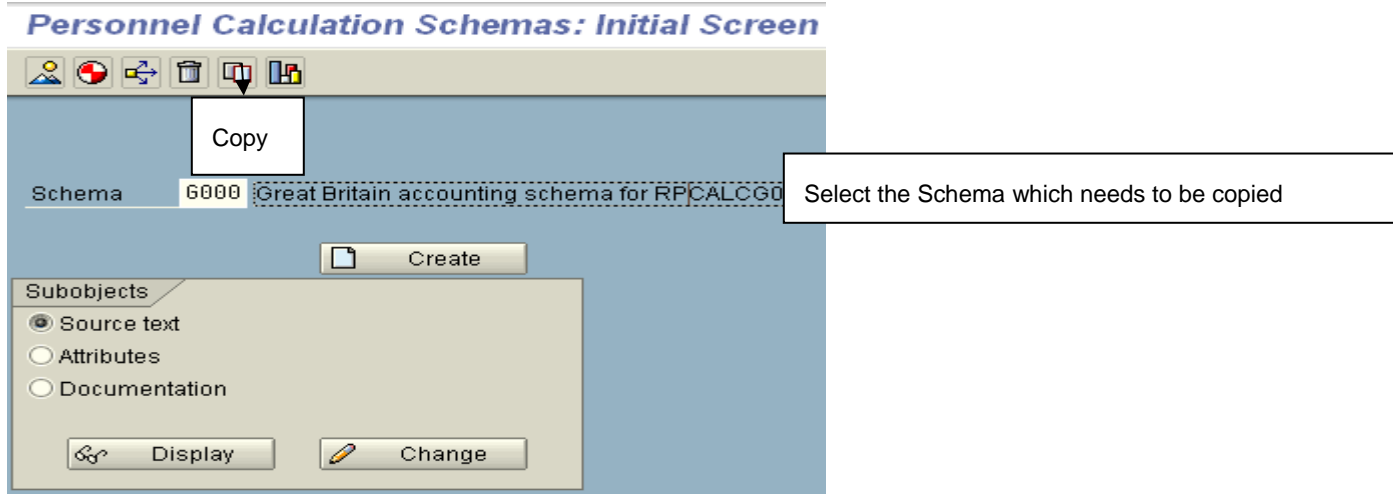 Personnel Calculation Schemas: Initial Screen
Copy
Schema G000 Great Britain accounting schema for RPCALCG0
Select the Schema which needs to be copied
Create
Subobjects
Source text
Attributes
Documentation
Display Change